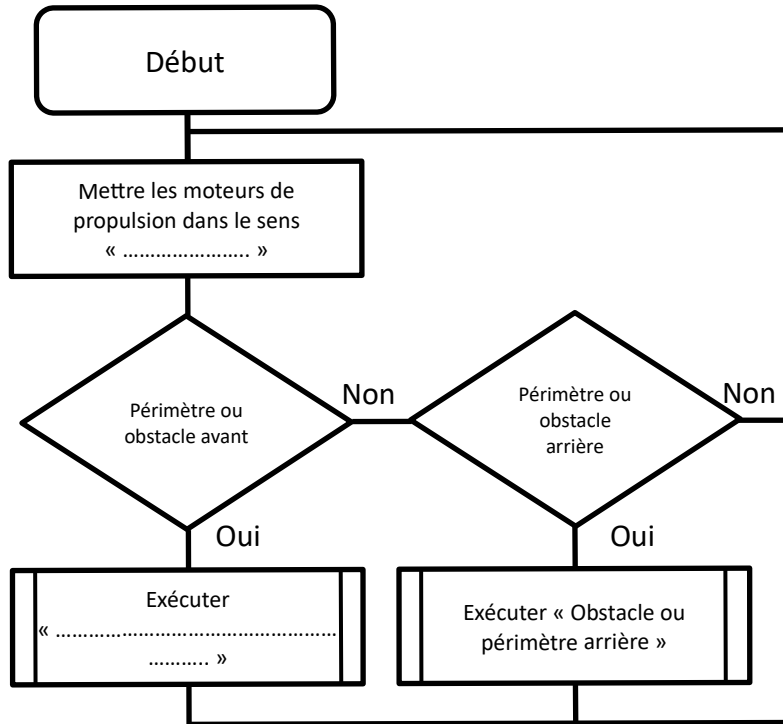 Début
Mettre les moteurs de
propulsion dans le sens
« ………………….. »
Périmètre ou
obstacle avant
Non
Périmètre ou
obstacle
arrière
Non
Oui
Oui
Exécuter
« …………………………………………
……….. »
Exécuter « Obstacle ou
périmètre arrière »